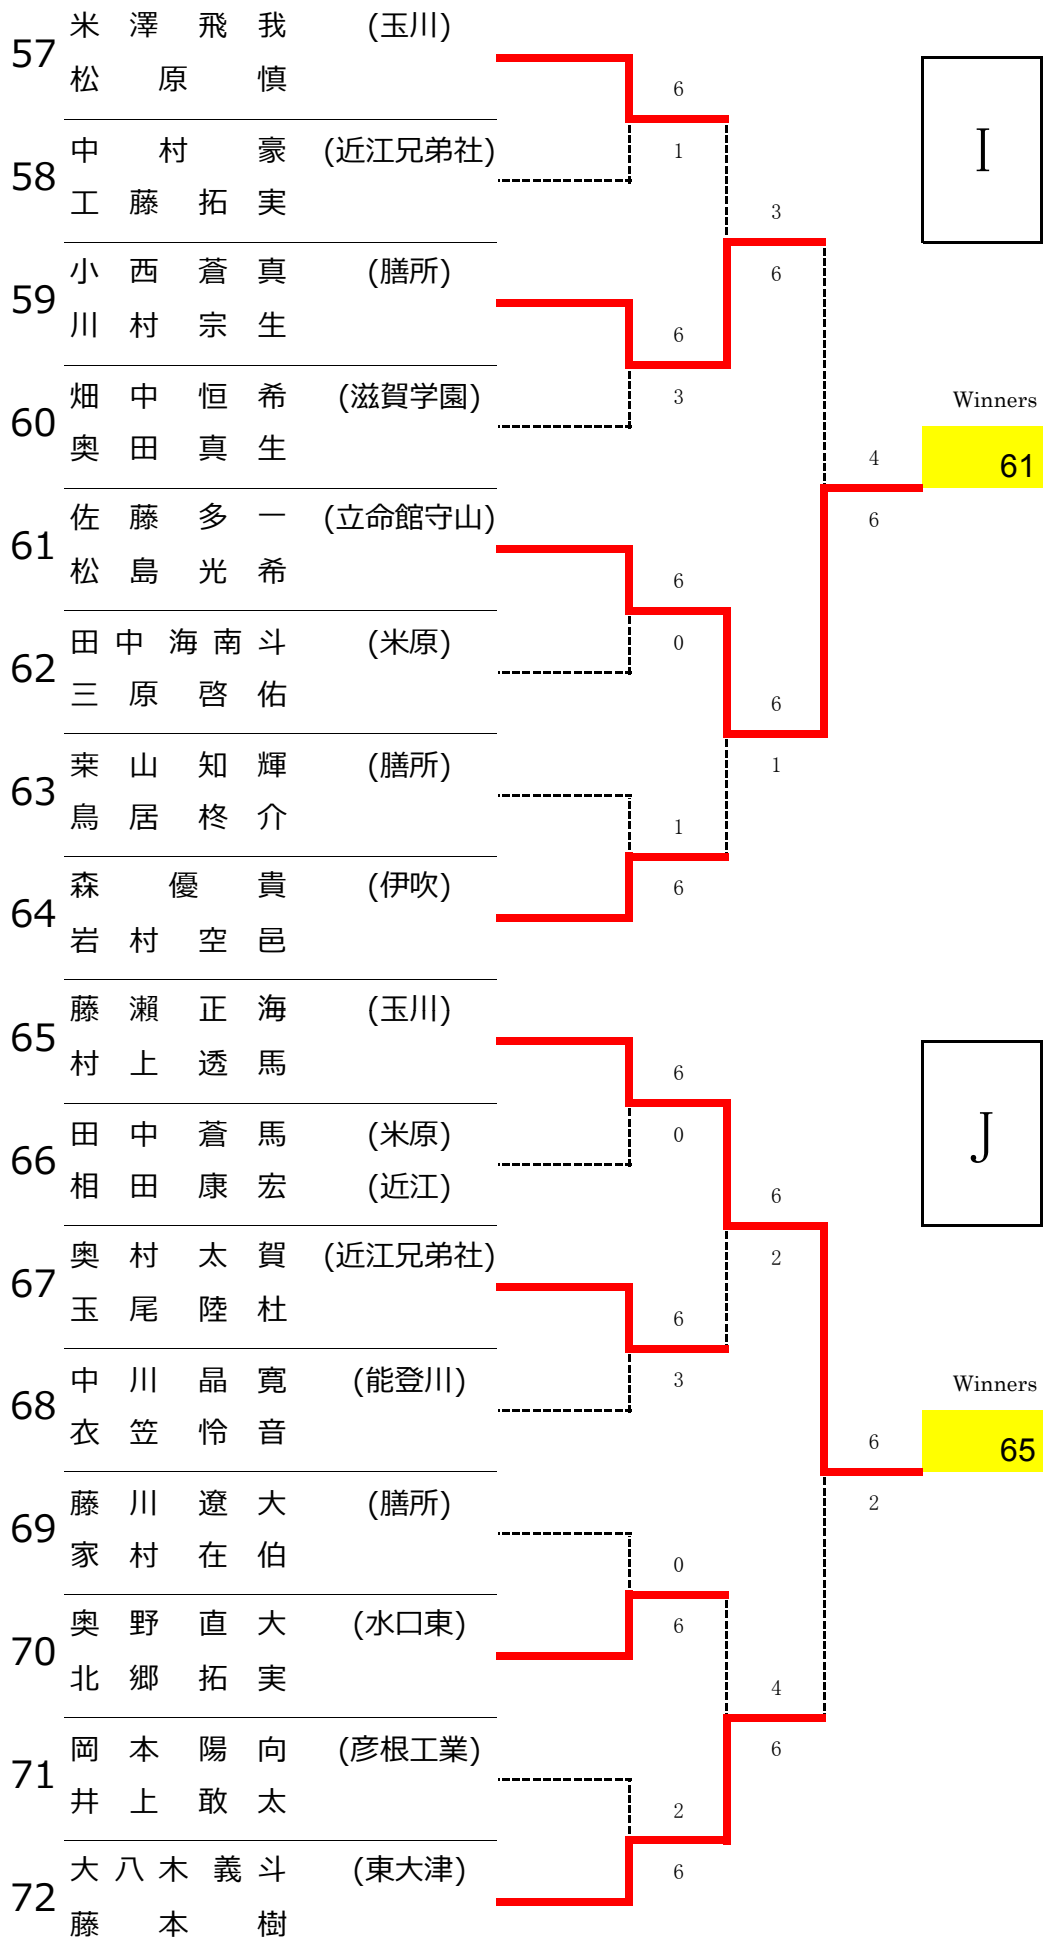 57 米澤飛我 (玉川)
松原慎
6
1
58 中村豪 (近江兄弟社)
工藤拓実
3
6
I
59 小西蒼真 (膳所)
川村宗生
6
3
60 畑中恒希 (滋賀学園)
奥田真生
Winners
4
61
6
61 佐藤多一 (立命館守山)
松島光希
6
0
62 田中海南斗 (米原)
三原啓佑
6
1
63 桒山知輝 (膳所)
鳥居柊介
1
6
64 森優貴 (伊吹)
岩村空邑
65 藤瀨正海 (玉川)
村上透馬
6
0
J
66 田中蒼馬 (米原)
相田康宏 (近江)
6
2
67 奥村太賀 (近江兄弟社)
玉尾陸杜
6
3
68 中川晶寛 (能登川)
衣笠怜音
Winners
6
65
2
69 藤川遼大 (膳所)
家村在伯
0
6
70 奥野直大 (水口東)
北郷拓実
4
6
71 岡本陽向 (彦根工業)
井上敢太
2
6
72 大八木義斗 (東大津)
藤本樹